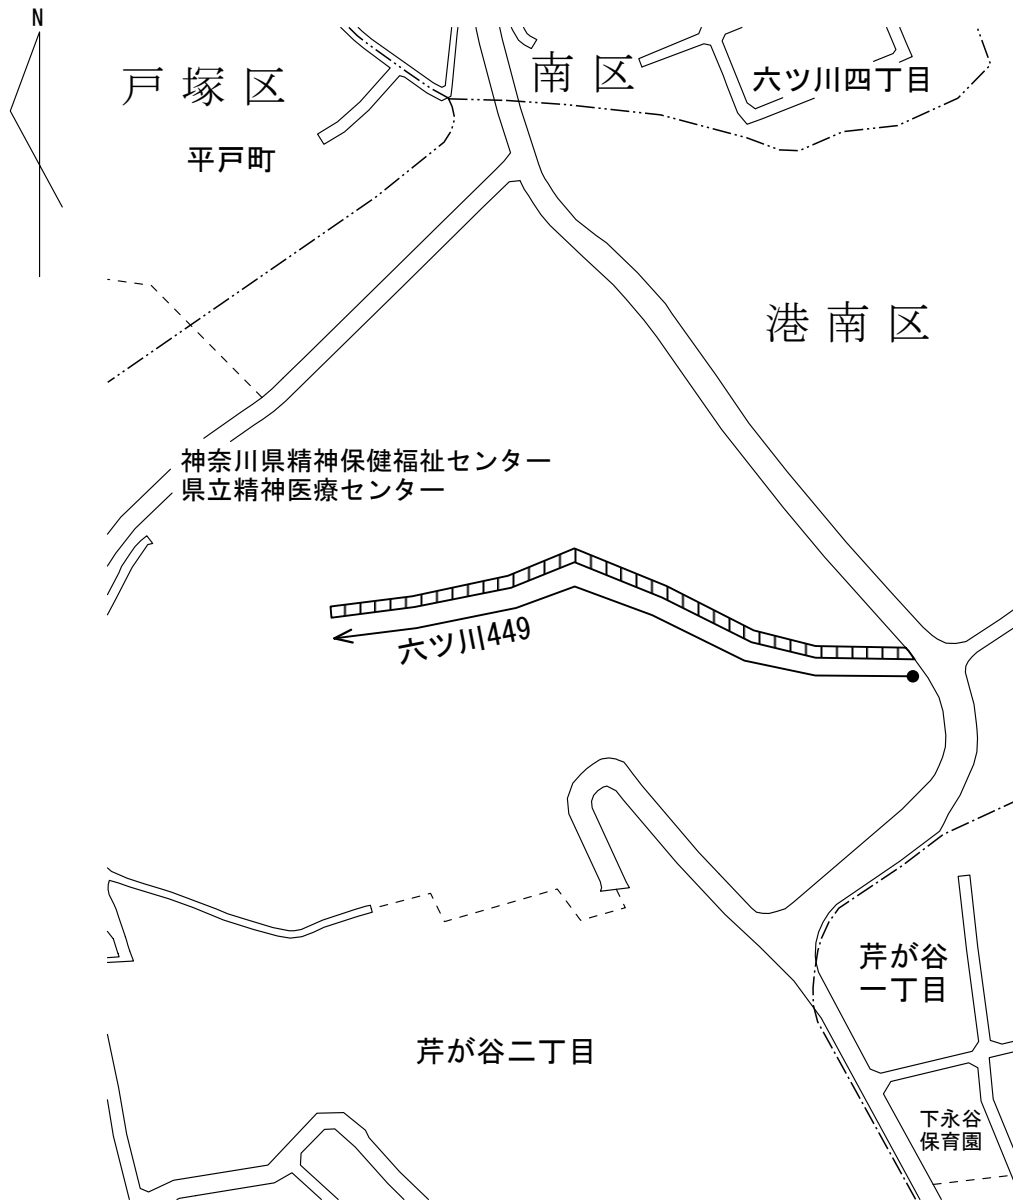 N
戸塚区
南区
六ツ川四丁目
平戸町
港南区
神奈川県精神保健福祉センター
県立精神医療センター
六ツ川449
芹が谷
一丁目
芹が谷二丁目
下永谷
保育園